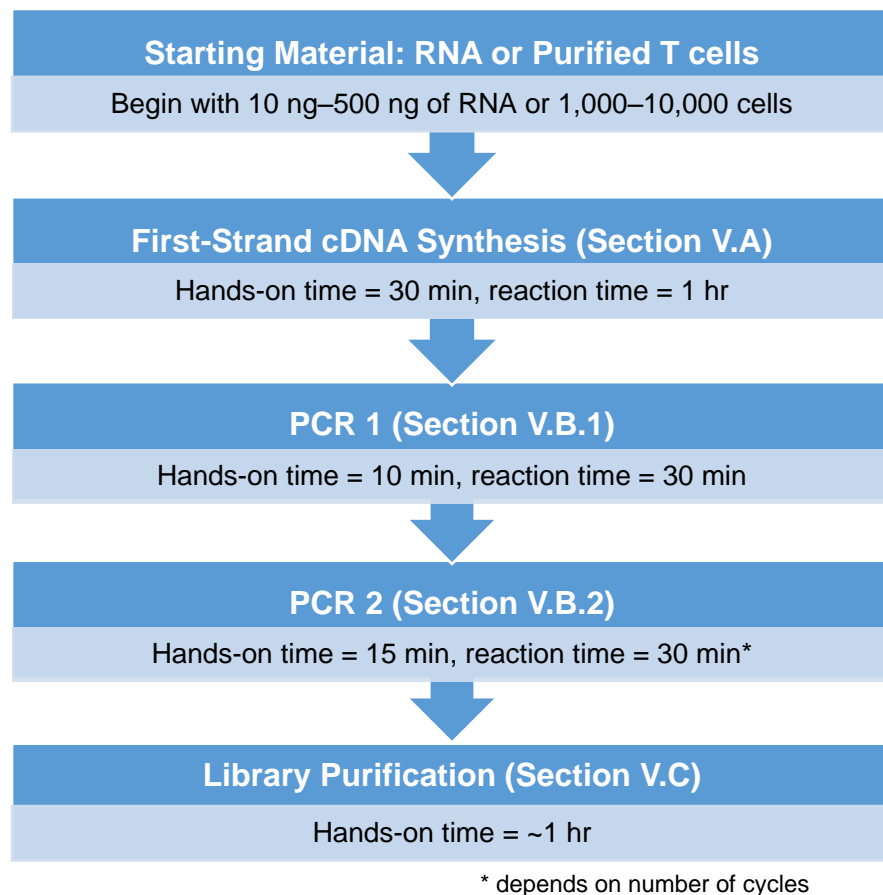 Starting Material: RNA or Purified T cells
Begin with 10 ng–500 ng of RNA or 1,000–10,000 cells
First-Strand cDNA Synthesis (Section V.A)
Hands-on time = 30 min, reaction time = 1 hr
PCR 1 (Section V.B.1)
Hands-on time = 10 min, reaction time = 30 min
PCR 2 (Section V.B.2)
Hands-on time = 15 min, reaction time = 30 min*
Library Purification (Section V.C)
Hands-on time = ~1 hr
* depends on number of cycles